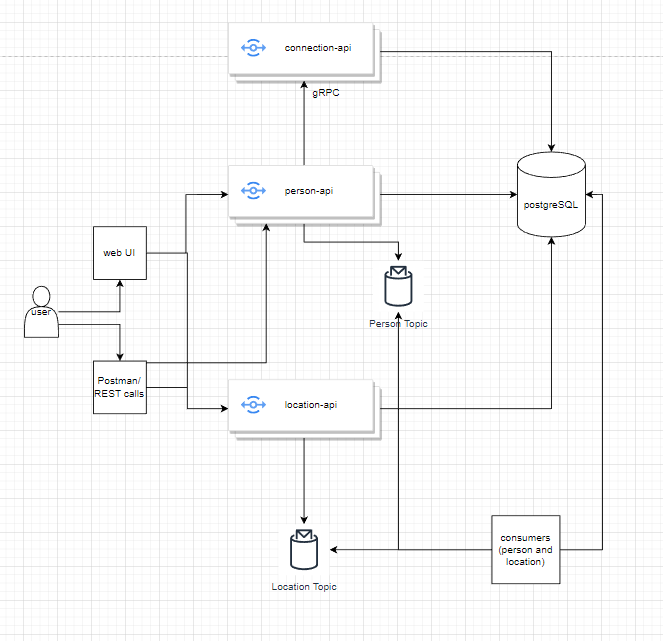 connection-api
gRPC
person-api
postgreSQL
web UI
user
Person Topic
Postman/
REST calls
location-api
consumers
(person and
location)
Location Topic